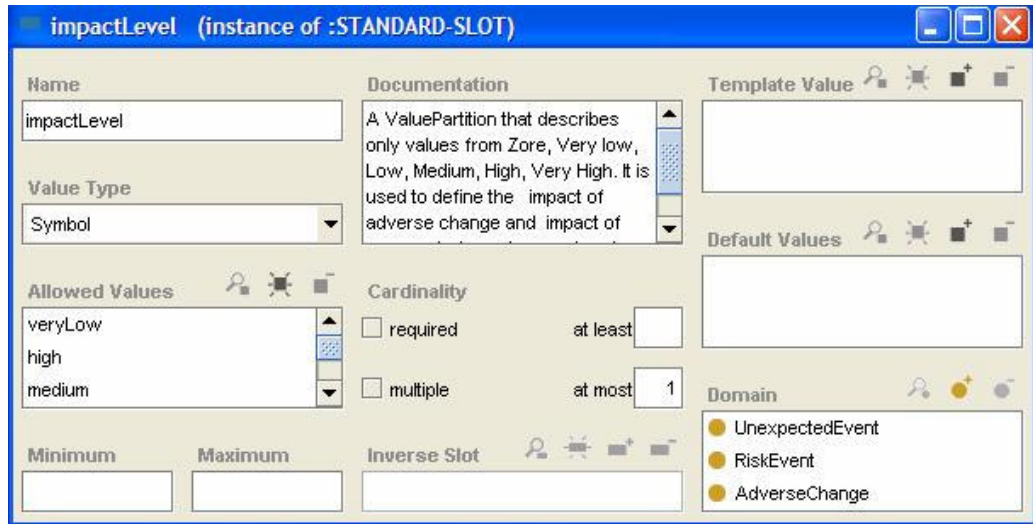 impactLevel (instance of :STANDARD-SLOT)
Name
impactLevel
Value Type
Symbol
Allowed Values
veryLow
high
medium
Minimum
Maximum
Documentation
A ValuePartition that describes
only values from Zore, Very low,
Low, Medium, High, Very High. It is
used to define the impact of
adverse change and impact of
Cardinality
required
at least
multiple
at most
1
Inverse Slot
Template Value
Default Values
Domain
UnexpectedEvent
RiskEvent
AdverseChange